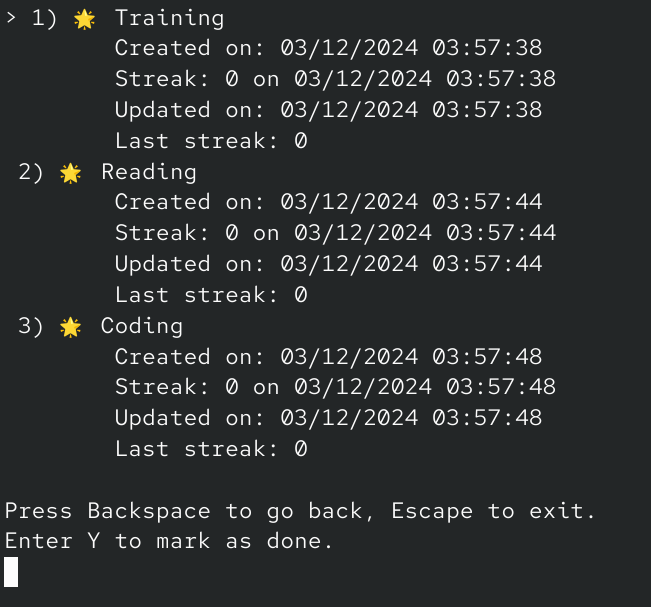 > 1) 🌟 Training
Created on: 03/12/2024 03:57:38
Streak: 0 on 03/12/2024 03:57:38
Updated on: 03/12/2024 03:57:38
Last streak: 0
2) 🌟 Reading
Created on: 03/12/2024 03:57:44
Streak: 0 on 03/12/2024 03:57:44
Updated on: 03/12/2024 03:57:44
Last streak: 0
3) 🌟 Coding
Created on: 03/12/2024 03:57:48
Streak: 0 on 03/12/2024 03:57:48
Updated on: 03/12/2024 03:57:48
Last streak: 0
Press Backspace to go back, Escape to exit.
Enter Y to mark as done.